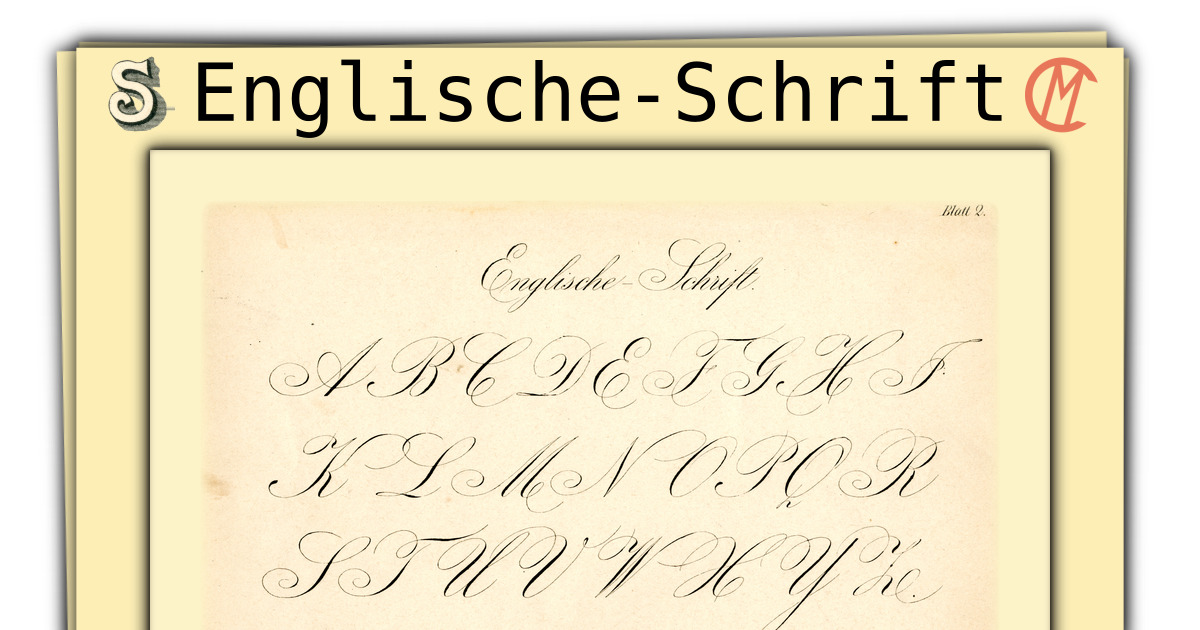 S Englische-Schrift CM
Blatt 2.
Englische-Schrift.
A B C D E F G H I.
K L M N O P Q R
S T U V W X Y Z.